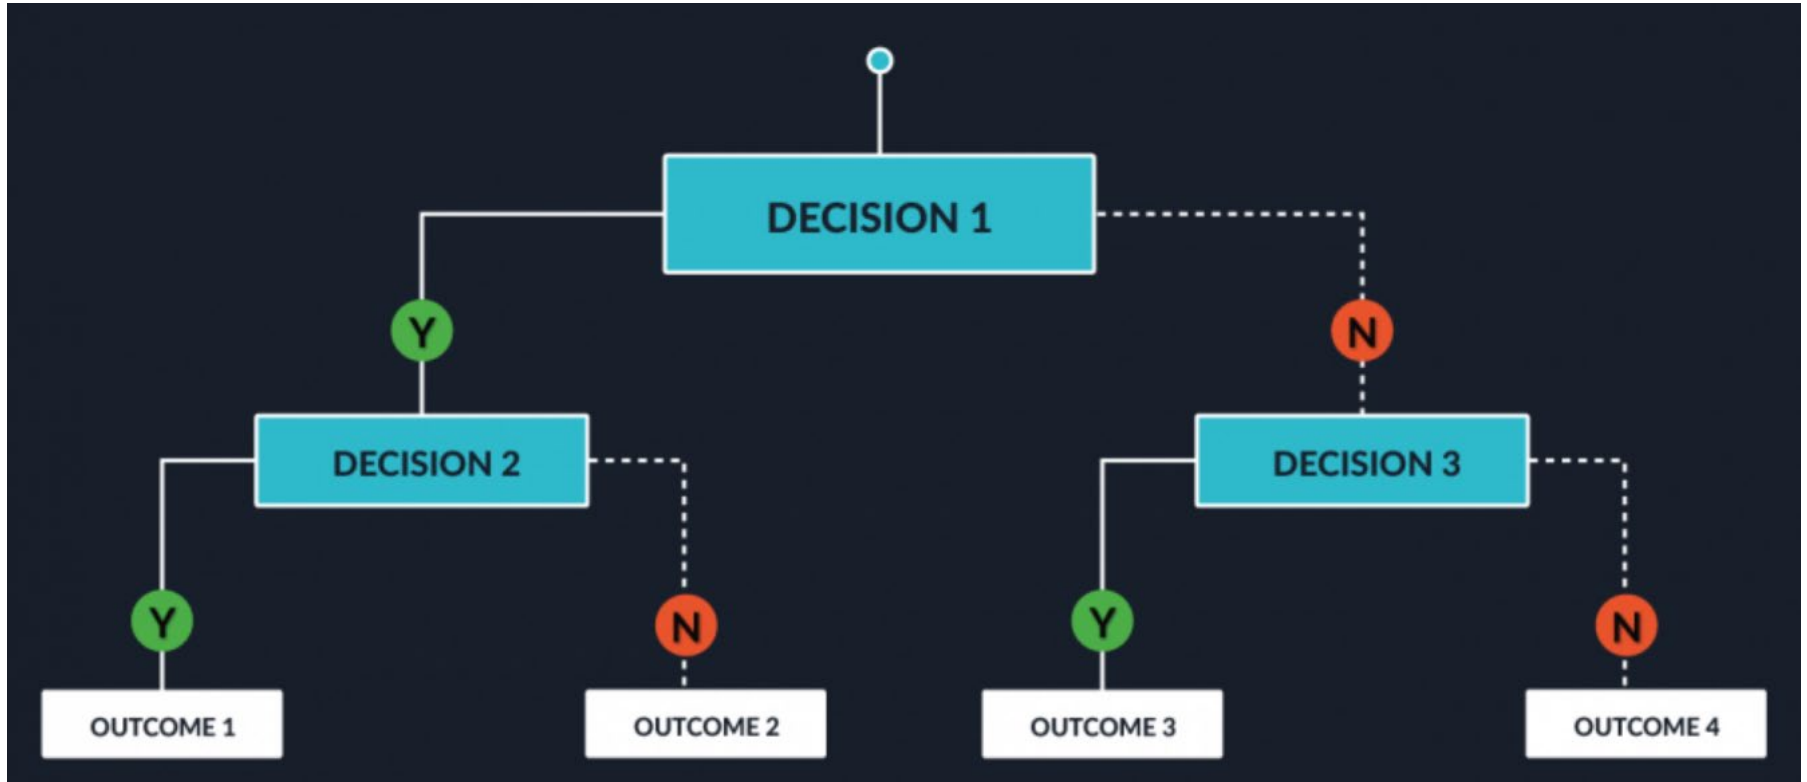 DECISION 1
Y
N
DECISION 2
DECISION 3
Y
N
Y
N
OUTCOME 1
OUTCOME 2
OUTCOME 3
OUTCOME 4